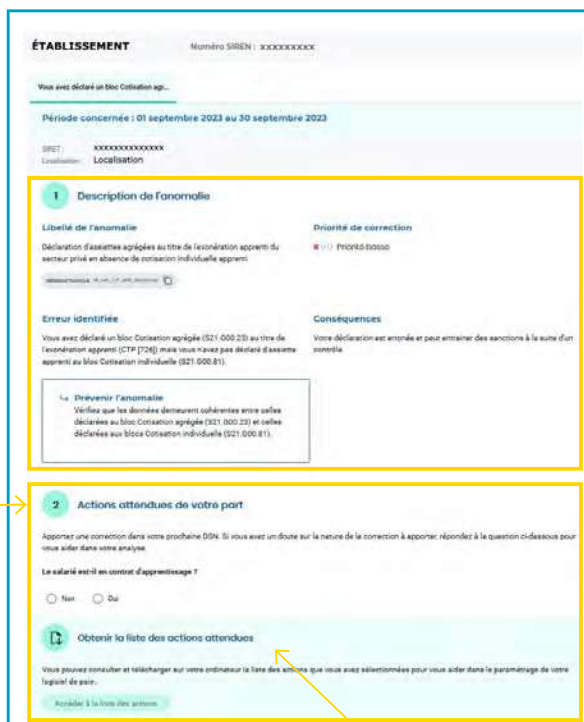 ÉTABLISSEMENT
Numéro SIREN : xxxxxxxxx
Vous avez déclaré un bloc Cotisation agr...
Période concernée : 01 septembre 2023 au 30 septembre 2023
SIRET : xxxxxxxxxxxxxx
Localisation : Localisation
1 Description de l'anomalie
Libellé de l'anomalie
Déclaration d'assiettes agrégées au titre de l'exonération apprenti du
secteur privé en absence de cotisation individuelle apprenti
Priorité de correction
Priorité basse
Erreur identifiée
Vous avez déclaré un bloc Cotisation agrégée (S21.G00.23) au titre de
l'exonération apprenti (CTP [726]) mais vous n'avez pas déclaré d'assiette
apprenti au bloc Cotisation individuelle (S21.G00.81).
Conséquences
Votre déclaration est erronée et peut entrainer des sanctions à la suite d'un
contrôle
Prévenir l'anomalie
Vérifiez que les données demeurent cohérentes entre celles
déclarées au bloc Cotisation agrégée (S21.G00.23) et celles
déclarées aux blocs Cotisation individuelle (S21.G00.81).
2 Actions attendues de votre part
Apportez une correction dans votre prochaine DSN. Si vous avez un doute sur la nature de la correction à apporter, répondez à la question ci-dessous pour
vous aider dans votre analyse
Le salarié est-il en contrat d'apprentissage ?
Non Oui
Obtenir la liste des actions attendues
Vous pouvez consulter et télécharger sur votre ordinateur la liste des actions que vous avez sélectionnées pour vous aider dans le paramétrage de votre
logiciel de paie.
Accéder à la liste des actions